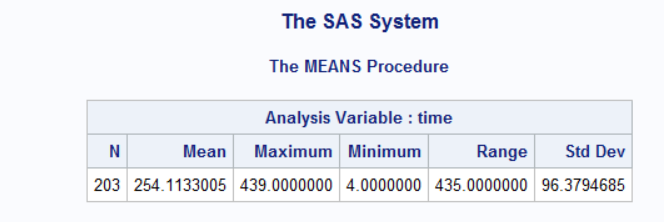 The SAS System
The MEANS Procedure
Analysis Variable : time
N Mean Maximum Minimum Range Std Dev
203 254.1133005 439.0000000 4.0000000 435.0000000 96.3794685